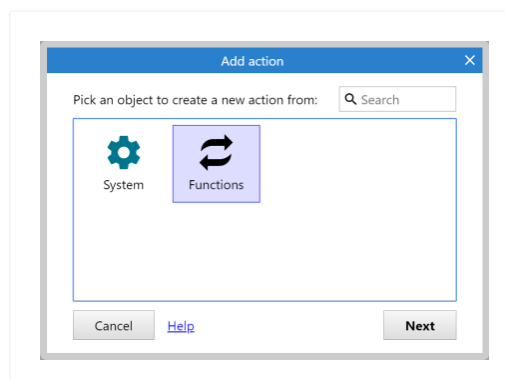 Add action
Pick an object to create a new action from:
Search
System
Functions
Cancel
Help
Next